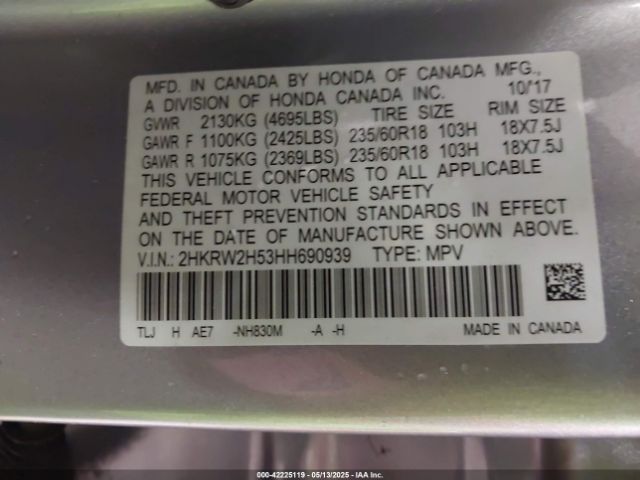 MFD. IN CANADA BY HONDA OF CANADA MFG.,
A DIVISION OF HONDA CANADA INC. 10/17
GVWR 2130KG (4695LBS) TIRE SIZE RIM SIZE
GAWR F 1100KG (2425LBS) 235/60R18 103H 18X7.5J
GAWR R 1075KG (2369LBS) 235/60R18 103H 18X7.5J
THIS VEHICLE CONFORMS TO ALL APPLICABLE
FEDERAL MOTOR VEHICLE SAFETY
AND THEFT PREVENTION STANDARDS IN EFFECT
ON THE DATE OF MANUFACTURE SHOWN ABOVE.
V.I.N.: 2HKRW2H53HH690939 TYPE: MPV
TLJ H AE7 -NH830M -A -H MADE IN CANADA
000-42225119 | 05/13/2025 - IAA Inc.